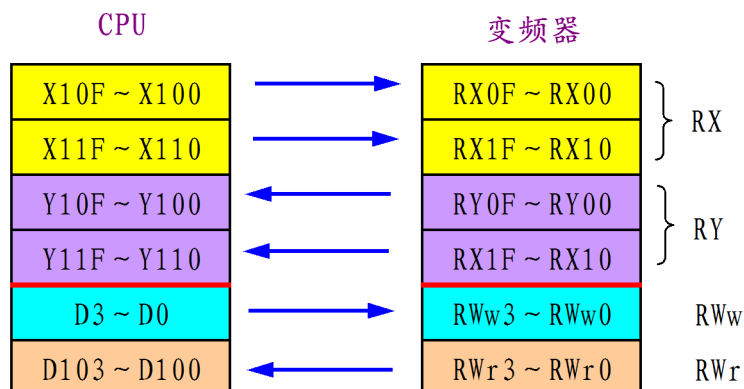 CPU 变频器
X10F~X100 RX0F~RX00
RX
X11F~X110 RX1F~RX10
Y10F~Y100 RY0F~RY00
RY
Y11F~Y110 RX1F~RX10
D3~D0 RWw3~RWw0 RWw
D103~D100 RWr3~RWr0 RWr